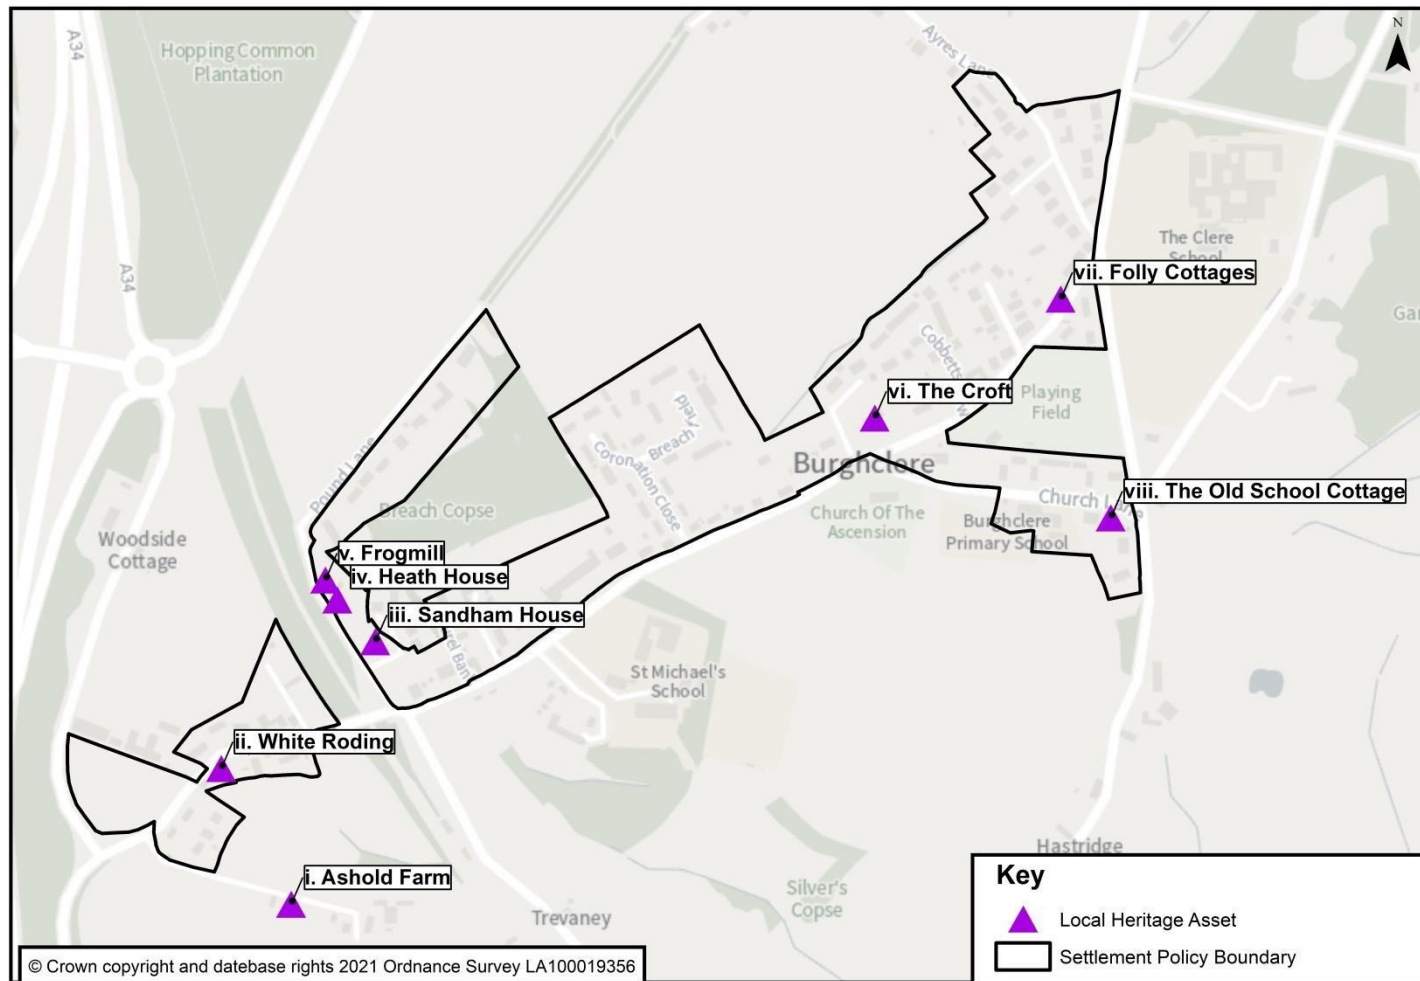 A34
Hopping Common
Plantation
Ayres Lane
N
A34
The Clere
School
vii. Folly Cottages
Pound Lane
Breach
field
Coronation Close
vi. The Croft
Playing
Field
Burghclere
Church Lane
viii. The Old School Cottage
Breach Copse
Church Of The
Ascension
Burghclere
Primary School
Woodside
Cottage
v. Frogmill
iv. Heath House
iii. Sandham House
St Michael's
School
ii. White Roding
i. Ashold Farm
Silver's
Copse
Trevaney
Hastridge
Key
Local Heritage Asset
Settlement Policy Boundary
© Crown copyright and datebase rights 2021 Ordnance Survey LA100019356